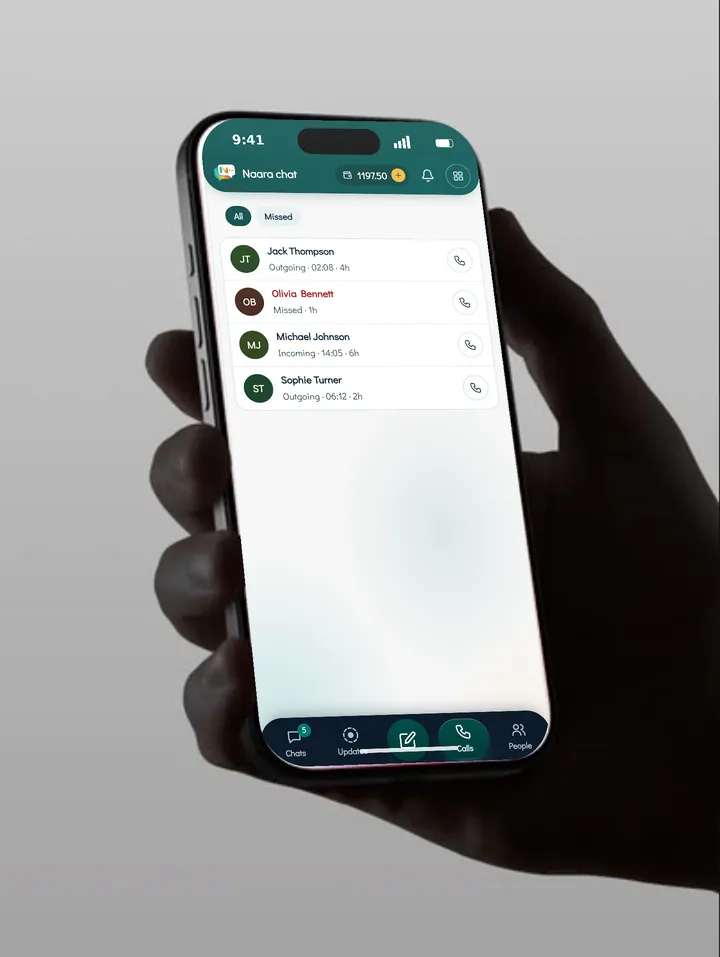 9:41
Naara chat
1197.50 +
All Missed
JT Jack Thompson
Outgoing · 02:08 · 4h
OB Olivia Bennett
Missed · 1h
MJ Michael Johnson
Incoming · 14:05 · 6h
ST Sophie Turner
Outgoing · 06:12 · 2h
5
Chats Calls People